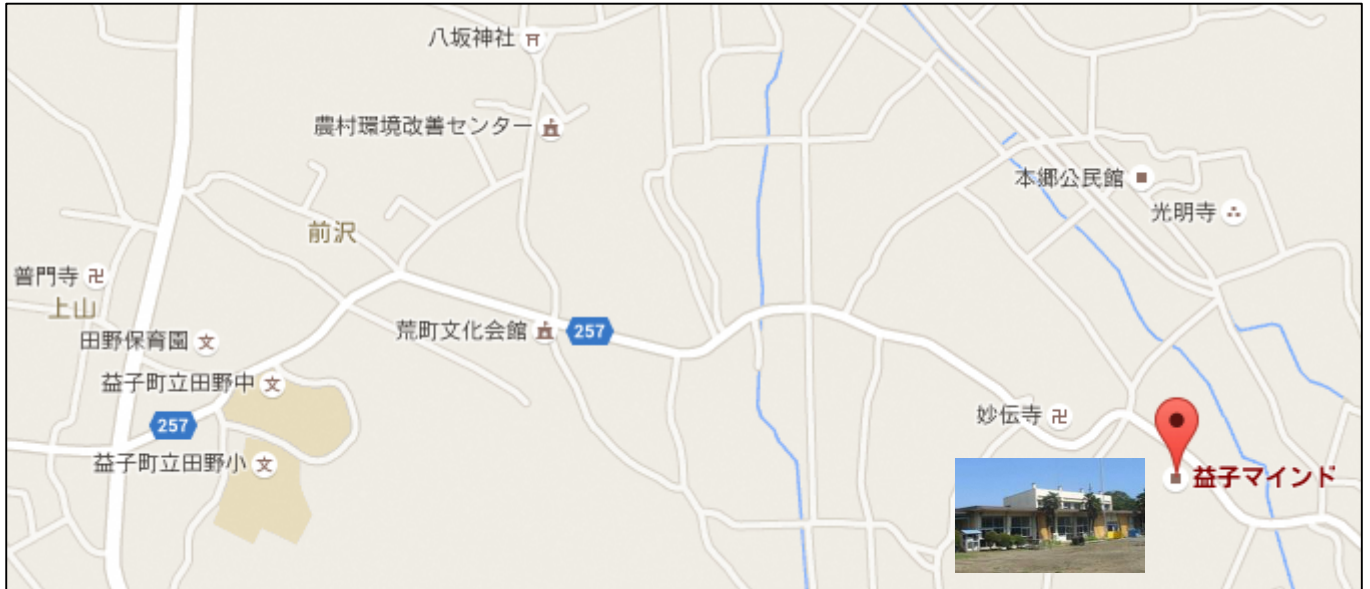 八坂神社
農村環境改善センター
本郷公民館
光明寺
前沢
普門寺
上山
荒町文化会館
257
田野保育園
益子町立田野中
妙伝寺
257
益子町立田野小
益子マインド